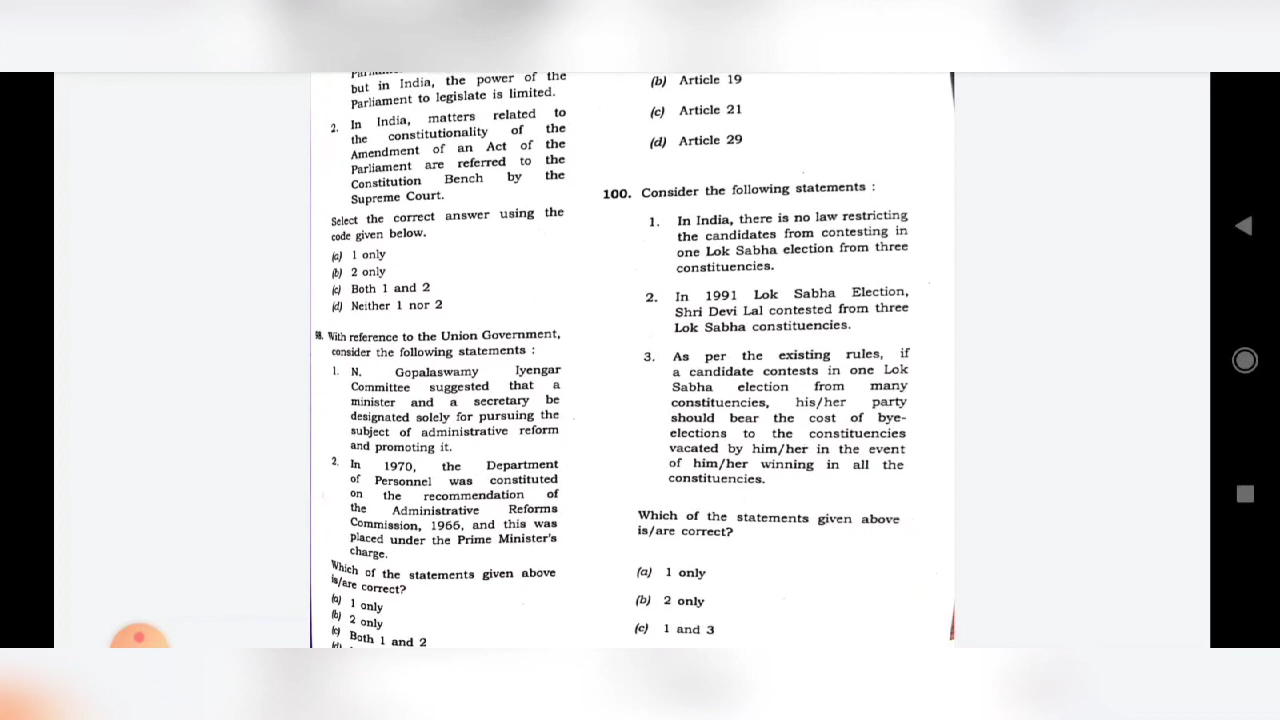 but in India, the power of the
Parliament to legislate is limited.
2. In India, matters related to
the constitutionality of the
Amendment of an Act of the
Parliament are referred to the
Constitution Bench by the
Supreme Court.
Select the correct answer using the
code given below.
(a) 1 only
(b) 2 only
(c) Both 1 and 2
(d) Neither 1 nor 2
98. With reference to the Union Government,
consider the following statements :
1. N. Gopalaswamy Iyengar
Committee suggested that a
minister and a secretary be
designated solely for pursuing the
subject of administrative reform
and promoting it.
2. In 1970, the Department
of Personnel was constituted
on the recommendation of
the Administrative Reforms
Commission, 1966, and this was
placed under the Prime Minister's
charge.
Which of the statements given above
is/are correct?
(a) 1 only
(b) 2 only
(c) Both 1 and 2
(b) Article 19
(c) Article 21
(d) Article 29
100. Consider the following statements :
1. In India, there is no law restricting
the candidates from contesting in
one Lok Sabha election from three
constituencies.
2. In 1991 Lok Sabha Election,
Shri Devi Lal contested from three
Lok Sabha constituencies.
3. As per the existing rules, if
a candidate contests in one Lok
Sabha election from many
constituencies, his/her party
should bear the cost of bye-
elections to the constituencies
vacated by him/her in the event
of him/her winning in all the
constituencies.
Which of the statements given above
is/are correct?
(a) 1 only
(b) 2 only
(c) 1 and 3